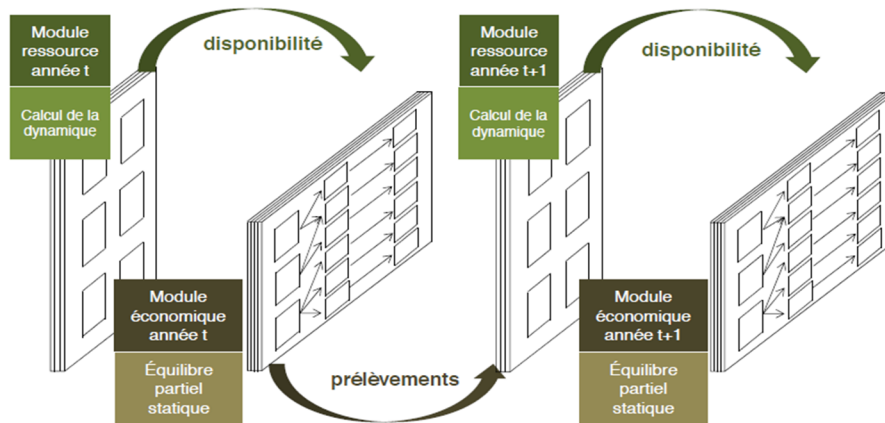 Module
ressource
année t
Calcul de la
dynamique
disponibilité
Module
économique
année t
Équilibre
partiel
statique
prélèvements
Module
ressource
année t+1
Calcul de la
dynamique
disponibilité
Module
économique
année t+1
Équilibre
partiel
statique